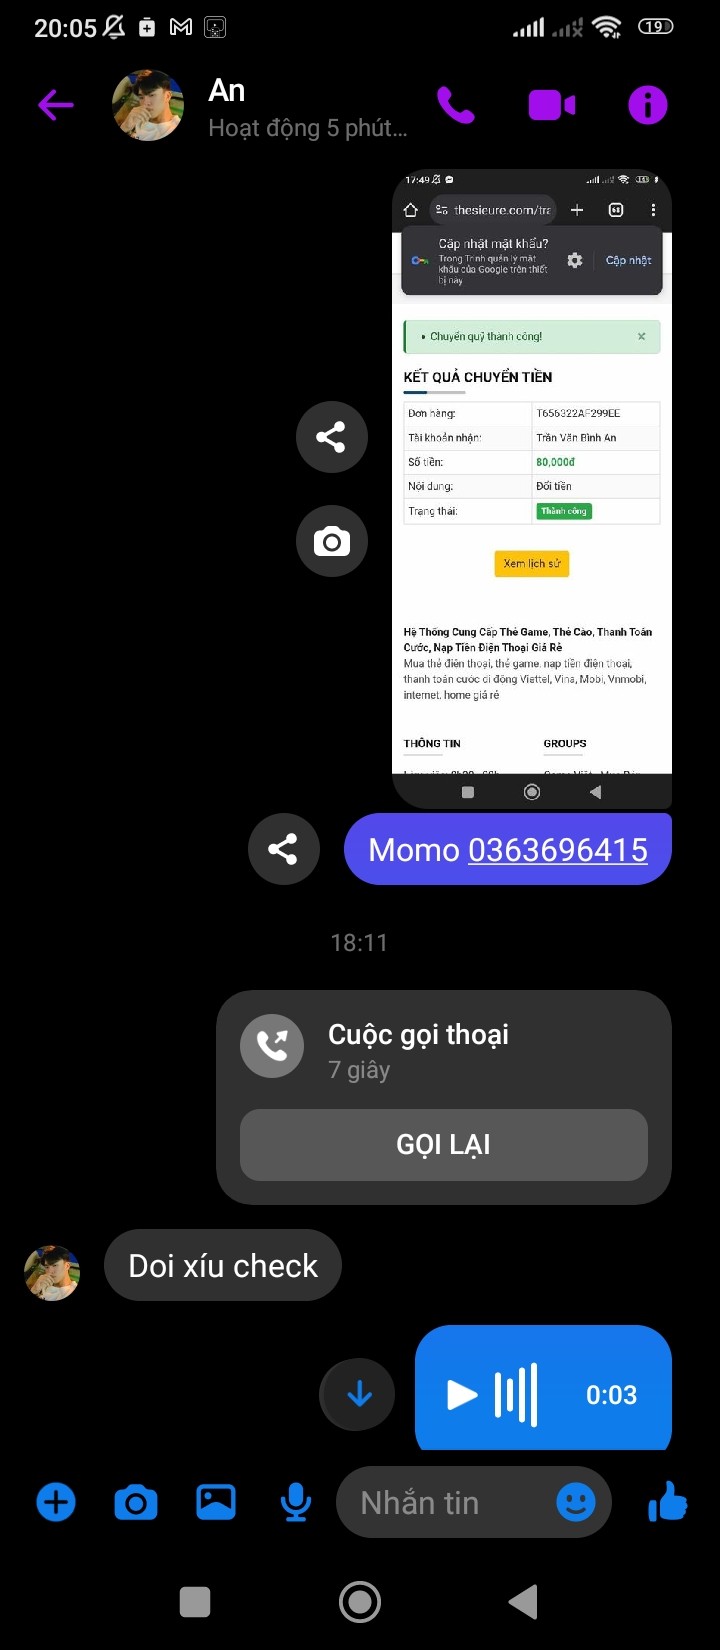 20:05
19
An
Hoạt động 5 phút...
17:49
thesieure.com/tra
68
Cập nhật mật khẩu?
Trong Trình quản lý mật
khẩu của Google trên thiết
bị này
Cập nhật
Chuyển quỹ thành công!
KẾT QUẢ CHUYỂN TIỀN
Đơn hàng: T656322AF299EE
Tài khoản nhận: Trần Văn Bình An
Số tiền: 80,000đ
Nội dung: Đổi tiền
Trạng thái: Thành công
Xem lịch sử
Hệ Thống Cung Cấp Thẻ Game, Thẻ Cào, Thanh Toán
Cước, Nạp Tiền Điện Thoại Giá Rẻ
Mua thẻ điện thoại, thẻ game, nạp tiền điện thoại,
thanh toán cước di động Viettel, Vina, Mobi, Vnmobi,
internet, home giá rẻ
THÔNG TIN GROUPS
Momo 0363696415
18:11
Cuộc gọi thoại
7 giây
GỌI LẠI
Doi xíu check
0:03
Nhắn tin